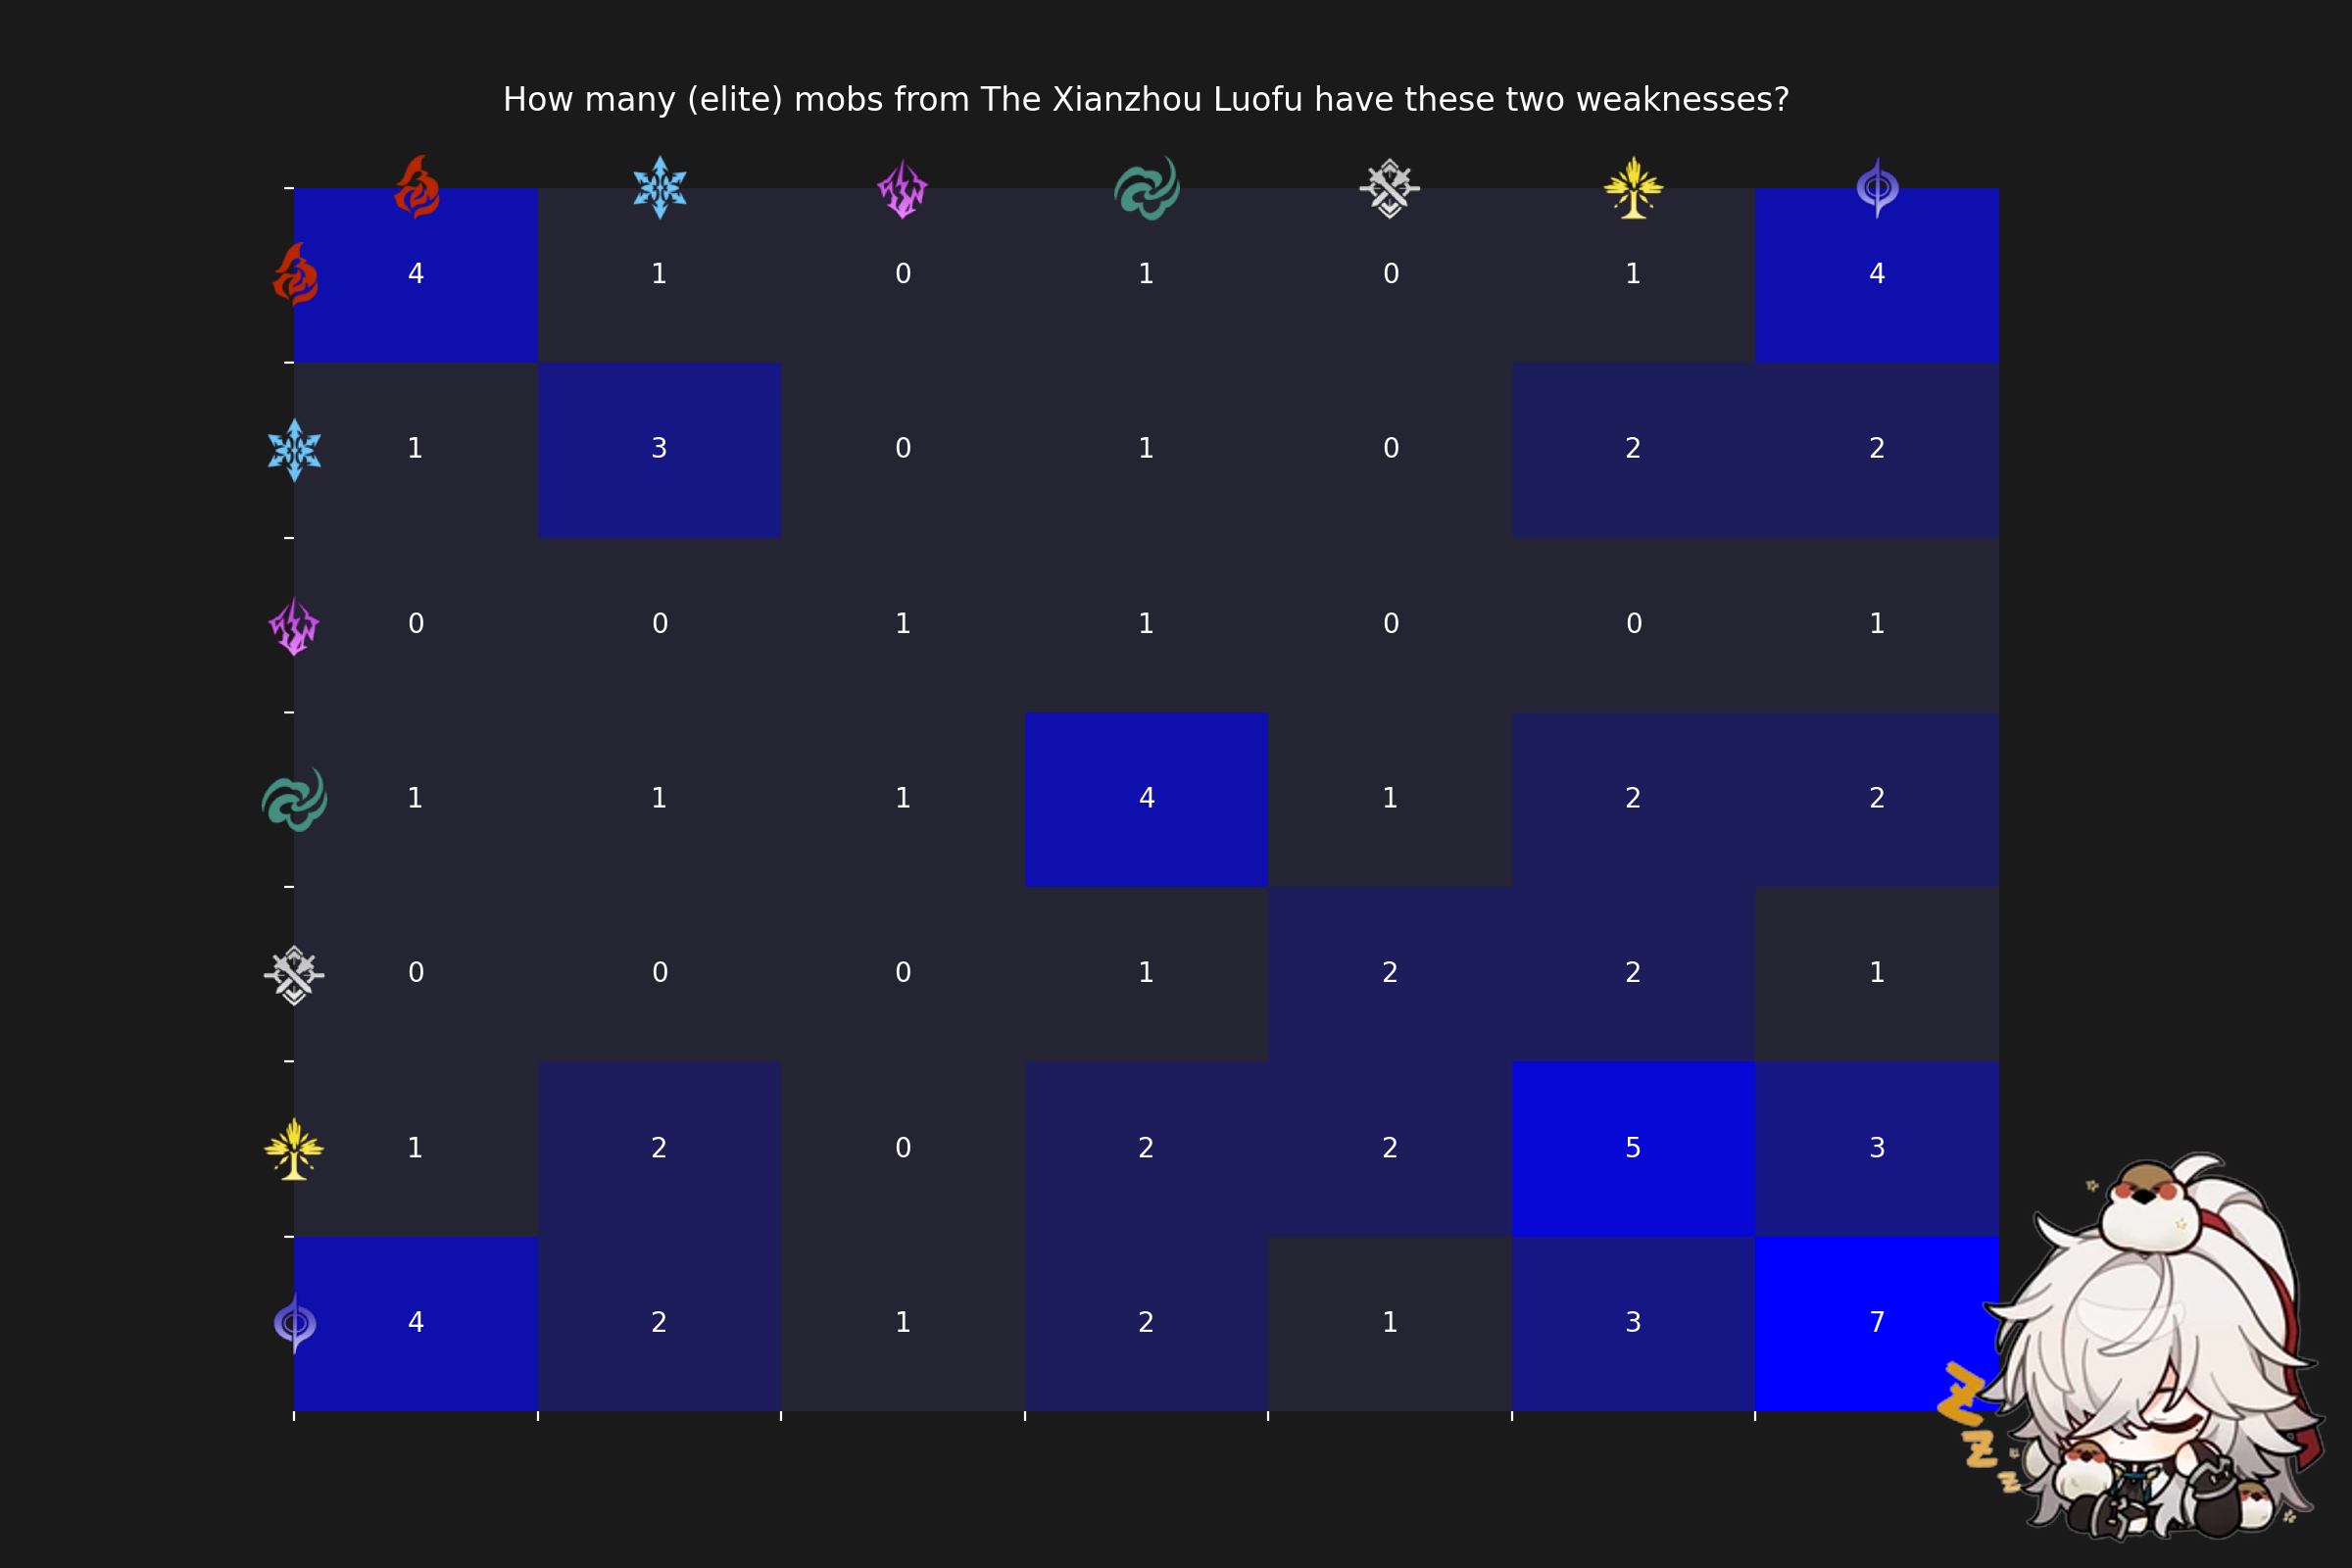 How many (elite) mobs from The Xianzhou Luofu have these two weaknesses?
4 1 0 1 0 1 4
1 3 0 1 0 2 2
0 0 1 1 0 0 1
1 1 1 4 1 2 2
0 0 0 1 2 2 1
1 2 0 2 2 5 3
4 2 1 2 1 3 7
Z
Z
Z